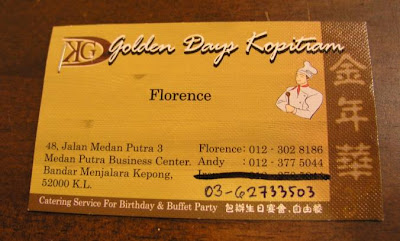 KG
Golden Days Kopitiam
金年華
Florence
48, Jalan Medan Putra 3
Medan Putra Business Center.
Bandar Menjalara Kepong,
52000 K.L.
Florence: 012 - 302 8186
Andy : 012 - 377 5044
03-62733503
Catering Service For Birthday & Buffet Party 包辦生日宴會,自由餐